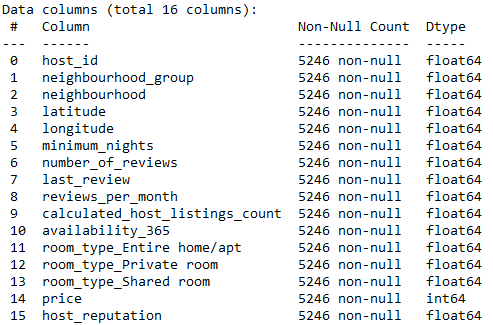 Data columns (total 16 columns):
 #   Column                          Non-Null Count  Dtype
---  ------                          --------------  -----
 0   host_id                         5246 non-null   float64
 1   neighbourhood_group             5246 non-null   float64
 2   neighbourhood                   5246 non-null   float64
 3   latitude                        5246 non-null   float64
 4   longitude                       5246 non-null   float64
 5   minimum_nights                  5246 non-null   float64
 6   number_of_reviews               5246 non-null   float64
 7   last_review                     5246 non-null   float64
 8   reviews_per_month               5246 non-null   float64
 9   calculated_host_listings_count  5246 non-null   float64
 10  availability_365                5246 non-null   float64
 11  room_type_Entire home/apt       5246 non-null   float64
 12  room_type_Private room          5246 non-null   float64
 13  room_type_Shared room           5246 non-null   float64
 14  price                           5246 non-null   int64
 15  host_reputation                 5246 non-null   float64